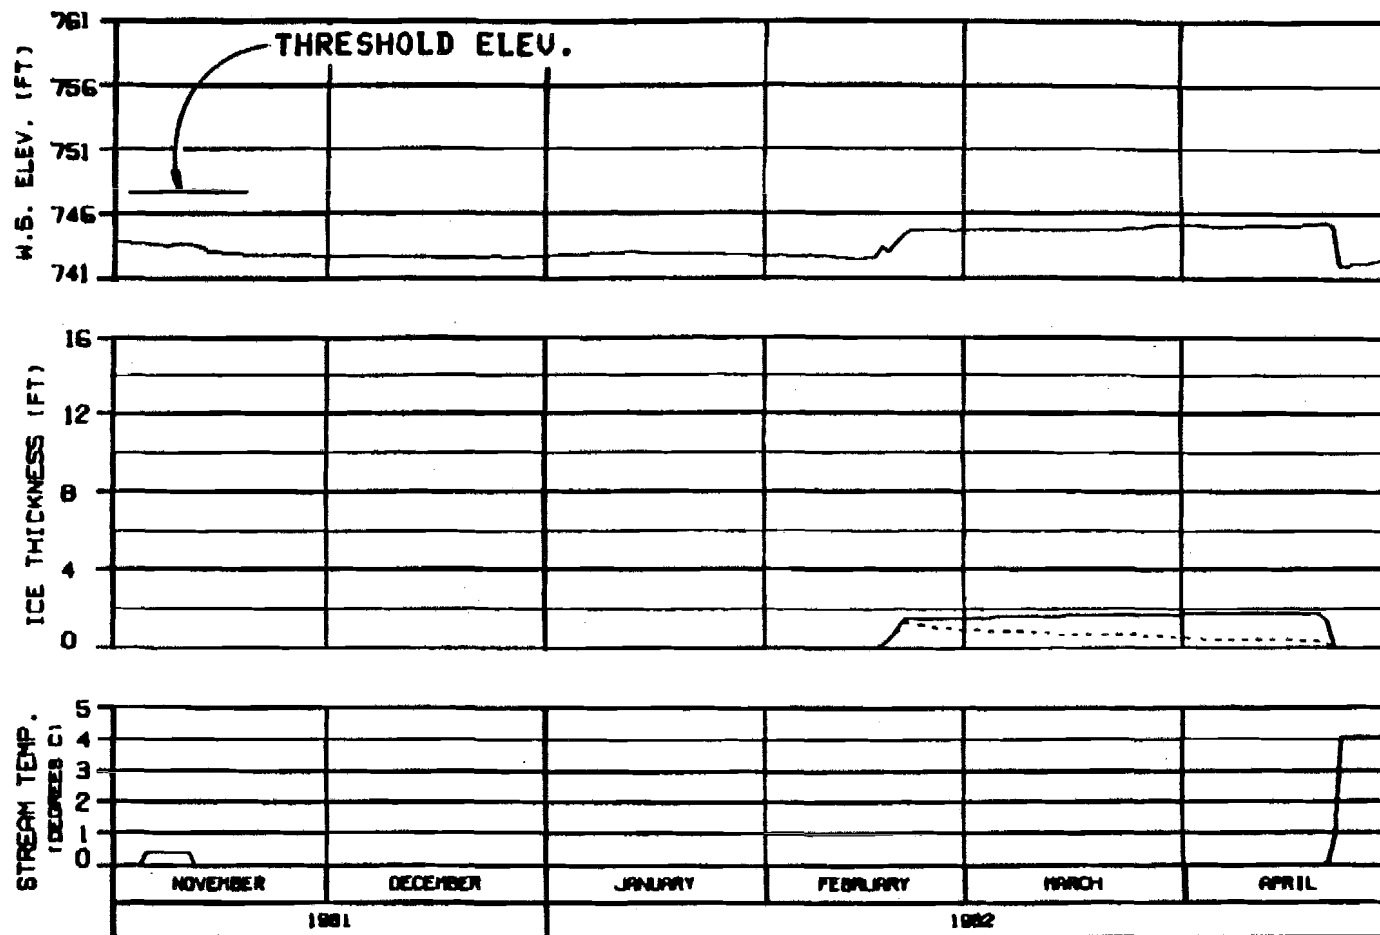 761
THRESHOLD ELEV.
756
751
746
741
W.S. ELEV. (FT)
16
12
8
4
0
ICE THICKNESS (FT)
5
4
3
2
1
0
STREAM TEMP.
(DEGREES C)
NOVEMBER DECEMBER JANUARY FEBRUARY MARCH APRIL
1981 1982